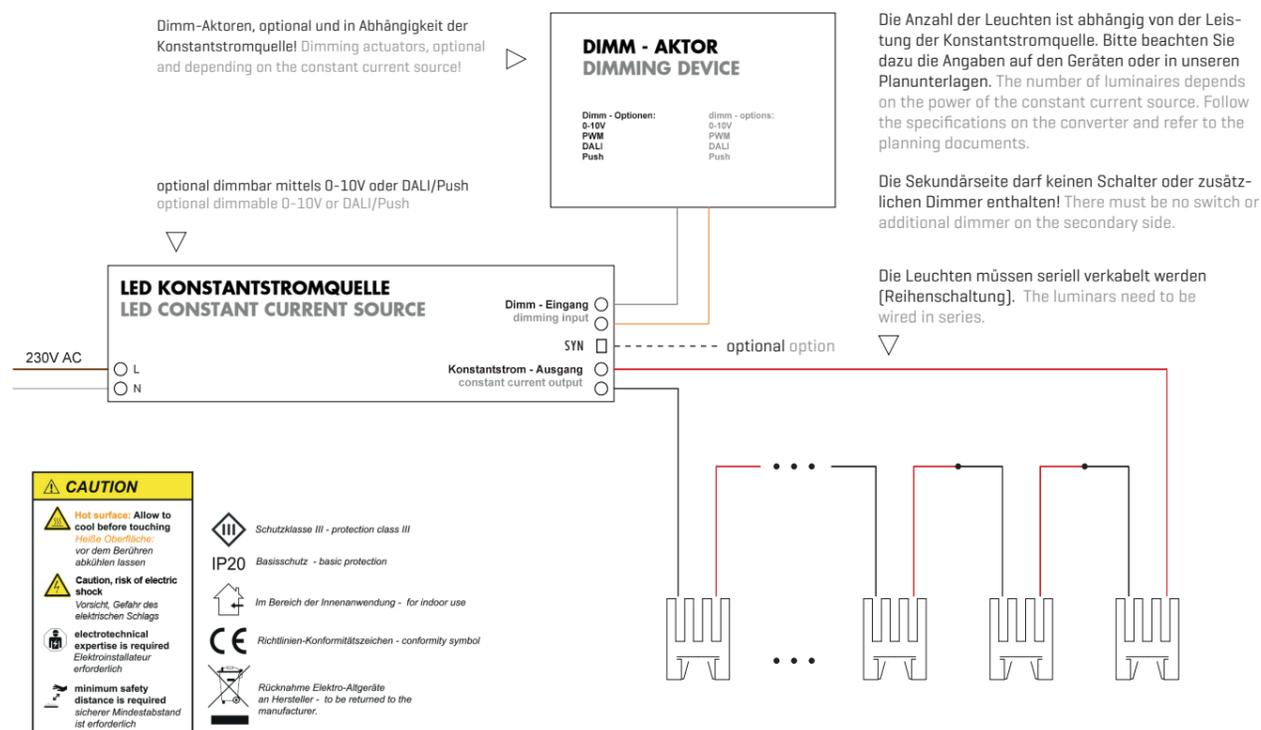 Dimm-Aktoren, optional und in Abhängigkeit der
Konstantstromquelle! Dimming actuators, optional
and depending on the constant current source!
DIMM - AKTOR
DIMMING DEVICE
Dimm - Optionen:
0-10V
PWM
DALI
Push
dimm - options:
0-10V
PWM
DALI
Push
Die Anzahl der Leuchten ist abhängig von der Leis-
tung der Konstantstromquelle. Bitte beachten Sie
dazu die Angaben auf den Geräten oder in unseren
Planunterlagen. The number of luminaires depends
on the power of the constant current source. Follow
the specifications on the converter and refer to the
planning documents.
Die Sekundärseite darf keinen Schalter oder zusätz-
lichen Dimmer enthalten! There must be no switch or
additional dimmer on the secondary side.
Die Leuchten müssen seriell verkabelt werden
(Reihenschaltung). The luminars need to be
wired in series.
optional dimmbar mittels 0-10V oder DALI/Push
optional dimmable 0-10V or DALI/Push
LED KONSTANTSTROMQUELLE
LED CONSTANT CURRENT SOURCE
Dimm - Eingang
dimming input
SYN
optional option
Konstantstrom - Ausgang
constant current output
230V AC
L
N
CAUTION
Hot surface: Allow to
cool before touching
Heiße Oberfläche:
vor dem Berühren
abkühlen lassen
Caution, risk of electric
shock
Vorsicht, Gefahr des
elektrischen Schlags
electrotechnical
expertise is required
Elektroinstallateur
erforderlich
minimum safety
distance is required
sicherer Mindestabstand
ist erforderlich
III
Schutzklasse III - protection class III
IP20
Basisschutz - basic protection
Im Bereich der Innenanwendung - for indoor use
CE
Richtlinien-Konformitätszeichen - conformity symbol
Rücknahme Elektro-Altgeräte
an Hersteller - to be returned to the
manufacturer.